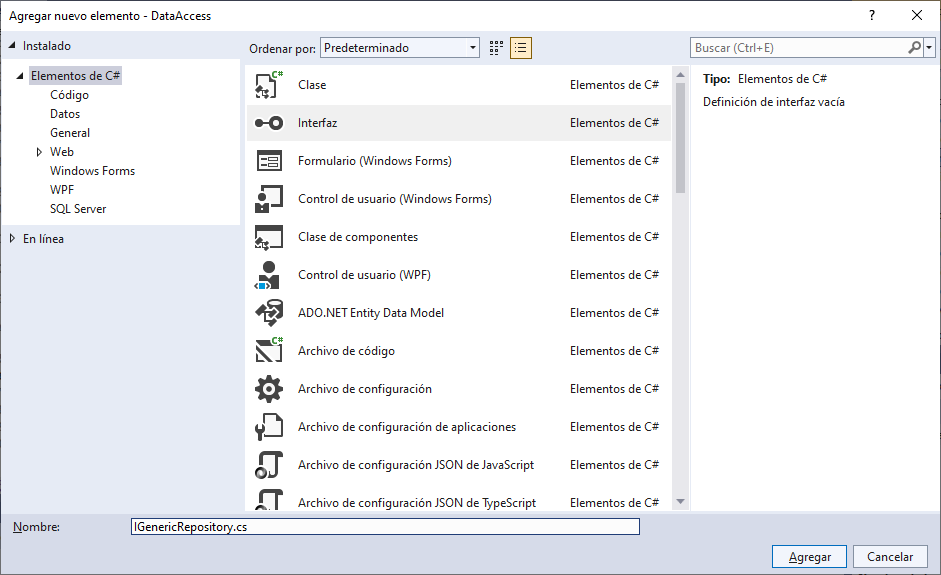 Agregar nuevo elemento - DataAccess
?
Instalado
Elementos de C#
Código
Datos
General
Web
Windows Forms
WPF
SQL Server
En línea
Ordenar por: Predeterminado
Clase Elementos de C#
Interfaz Elementos de C#
Formulario (Windows Forms) Elementos de C#
Control de usuario (Windows Forms) Elementos de C#
Clase de componentes Elementos de C#
Control de usuario (WPF) Elementos de C#
ADO.NET Entity Data Model Elementos de C#
Archivo de código Elementos de C#
Archivo de configuración Elementos de C#
Archivo de configuración de aplicaciones Elementos de C#
Archivo de configuración JSON de JavaScript Elementos de C#
Archivo de configuración JSON de TypeScript Elementos de C#
Buscar (Ctrl+E)
Tipo: Elementos de C#
Definición de interfaz vacía
Nombre: IGenericRepository.cs
Agregar Cancelar